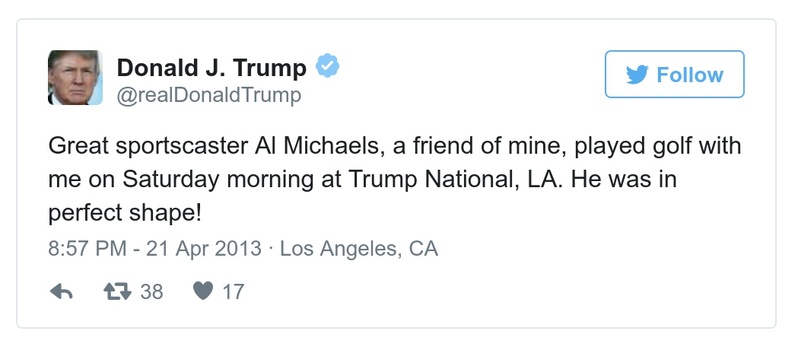 Donald J. Trump
@realDonaldTrump
Follow
Great sportscaster Al Michaels, a friend of mine, played golf with
me on Saturday morning at Trump National, LA. He was in
perfect shape!
8:57 PM - 21 Apr 2013 · Los Angeles, CA
38 17